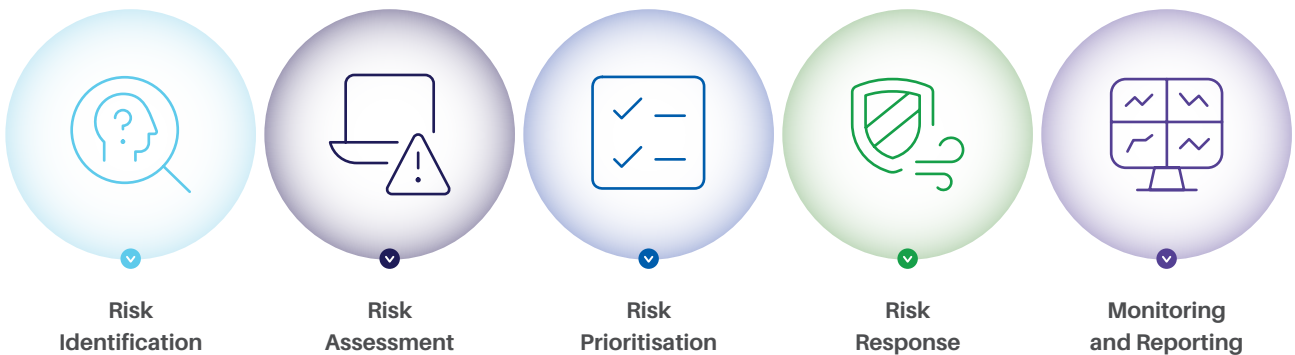 Risk
Identification
Risk
Assessment
Risk
Prioritisation
Risk
Response
Monitoring
and Reporting